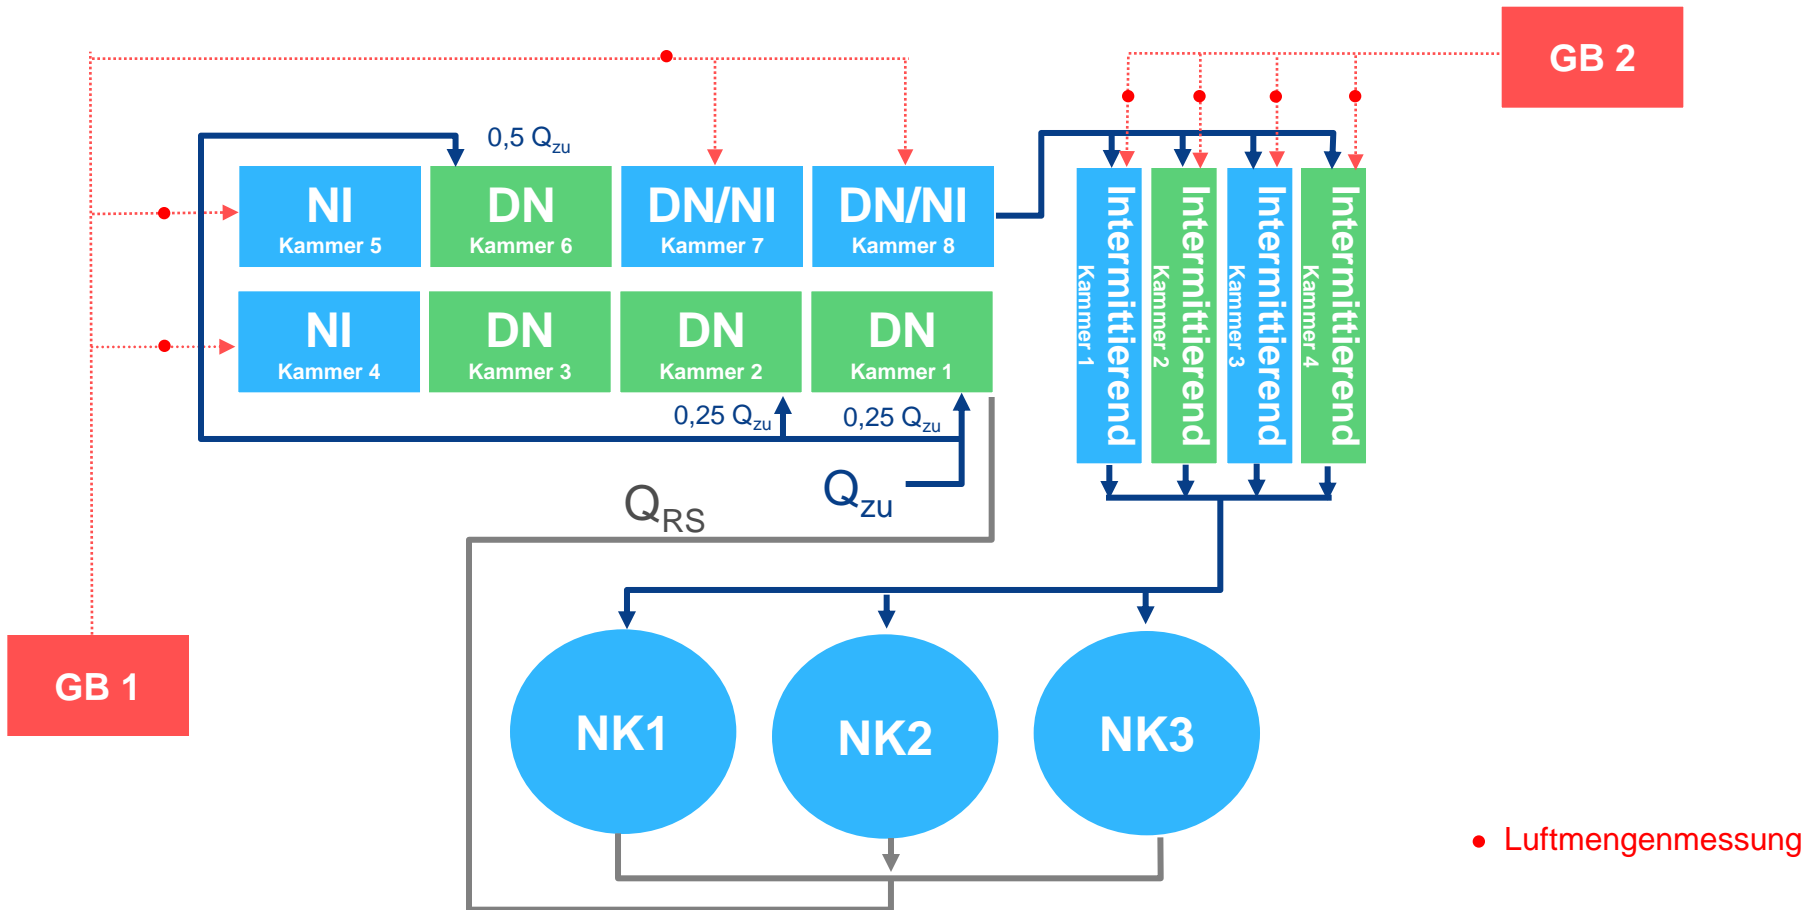 GB 2
0,5 Qzu
NI
Kammer 5
DN
Kammer 6
DN/NI
Kammer 7
DN/NI
Kammer 8
NI
Kammer 4
DN
Kammer 3
DN
Kammer 2
DN
Kammer 1
Intermittierend
Kammer 1
Intermittierend
Kammer 2
Intermittierend
Kammer 3
Intermittierend
Kammer 4
0,25 Qzu
0,25 Qzu
Qzu
QRS
GB 1
NK1
NK2
NK3
Luftmengenmessung